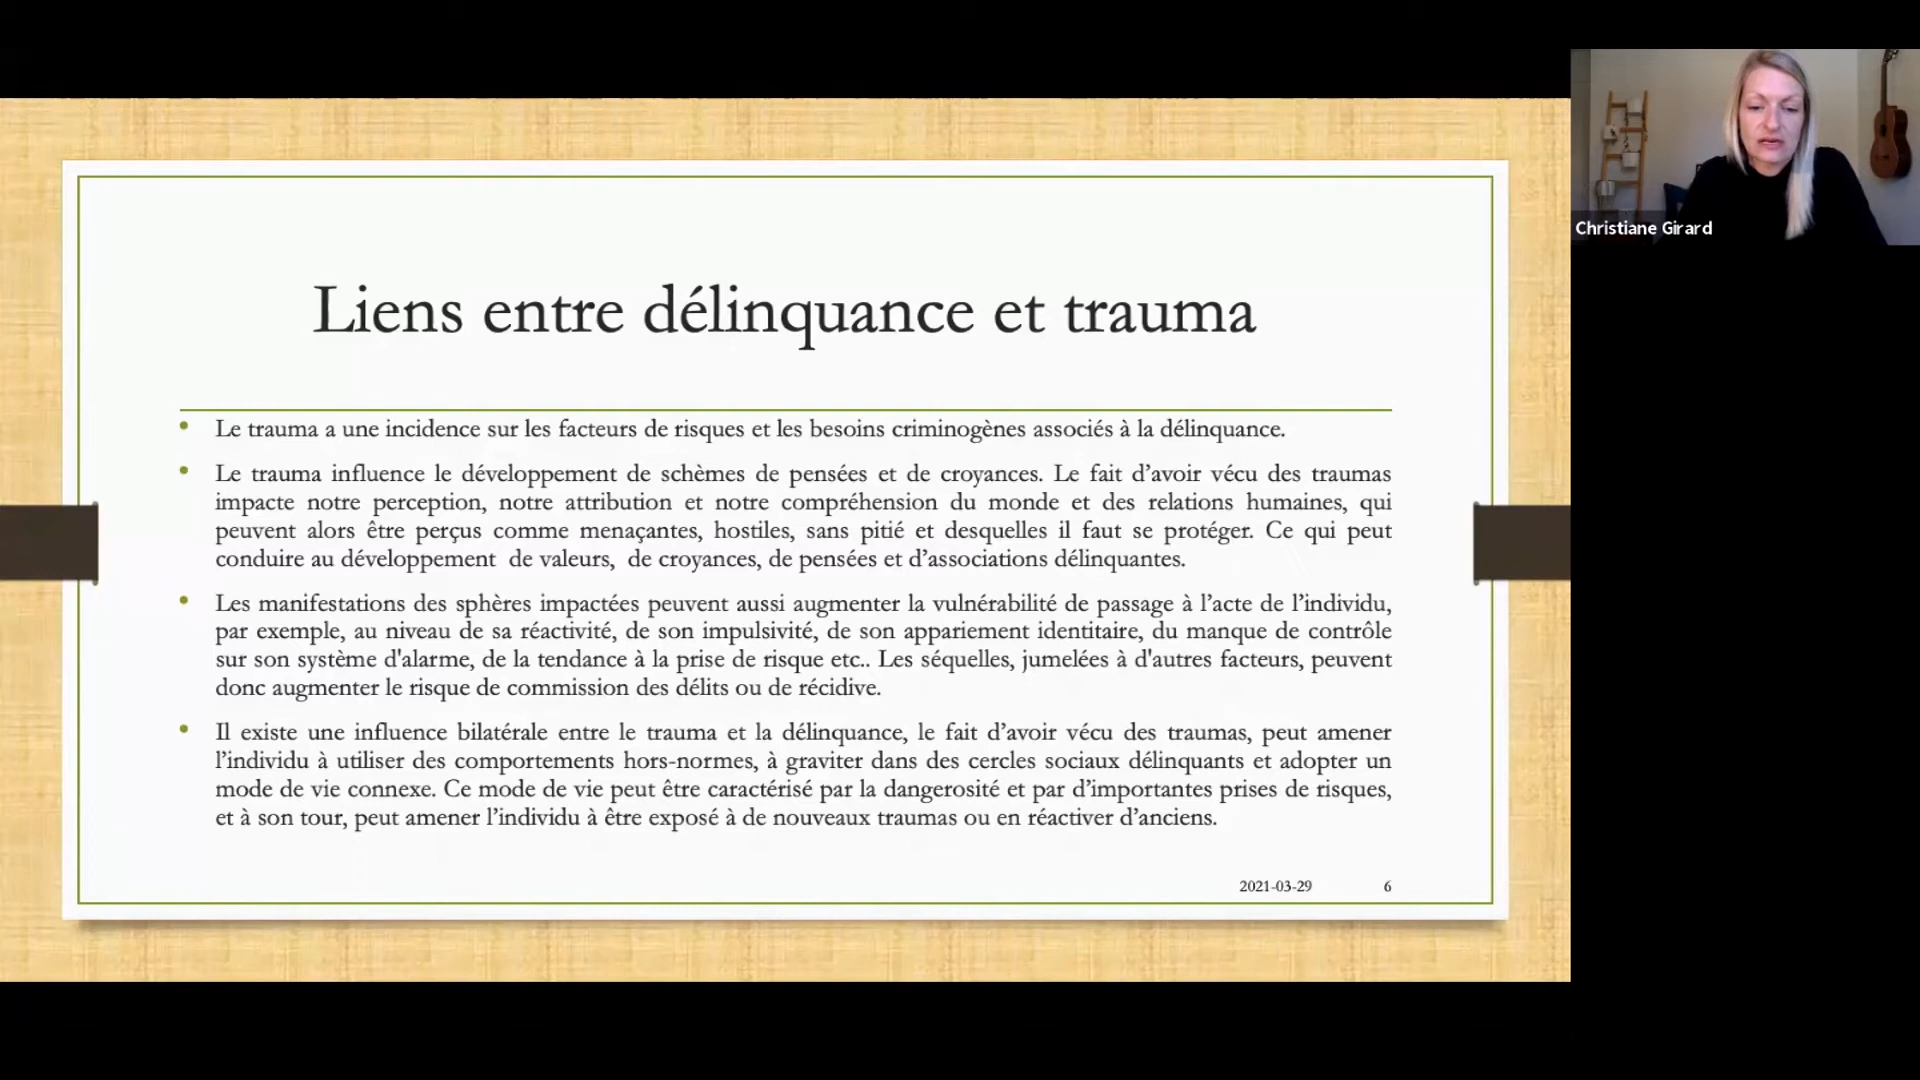 Liens entre délinquance et trauma
• Le trauma a une incidence sur les facteurs de risques et les besoins criminogènes associés à la délinquance.
• Le trauma influence le développement de schèmes de pensées et de croyances. Le fait d’avoir vécu des traumas
impacte notre perception, notre attribution et notre compréhension du monde et des relations humaines, qui
peuvent alors être perçus comme menaçantes, hostiles, sans pitié et desquelles il faut se protéger. Ce qui peut
conduire au développement  de valeurs,  de croyances, de pensées et d’associations délinquantes.
• Les manifestations des sphères impactées peuvent aussi augmenter la vulnérabilité de passage à l’acte de l’individu,
par exemple, au niveau de sa réactivité, de son impulsivité, de son appariement identitaire, du manque de contrôle
sur son système d'alarme, de la tendance à la prise de risque etc.. Les séquelles, jumelées à d'autres facteurs, peuvent
donc augmenter le risque de commission des délits ou de récidive.
• Il existe une influence bilatérale entre le trauma et la délinquance, le fait d’avoir vécu des traumas, peut amener
l’individu à utiliser des comportements hors-normes, à graviter dans des cercles sociaux délinquants et adopter un
mode de vie connexe. Ce mode de vie peut être caractérisé par la dangerosité et par d’importantes prises de risques,
et à son tour, peut amener l’individu à être exposé à de nouveaux traumas ou en réactiver d’anciens.
2021-03-29 6
Christiane Girard